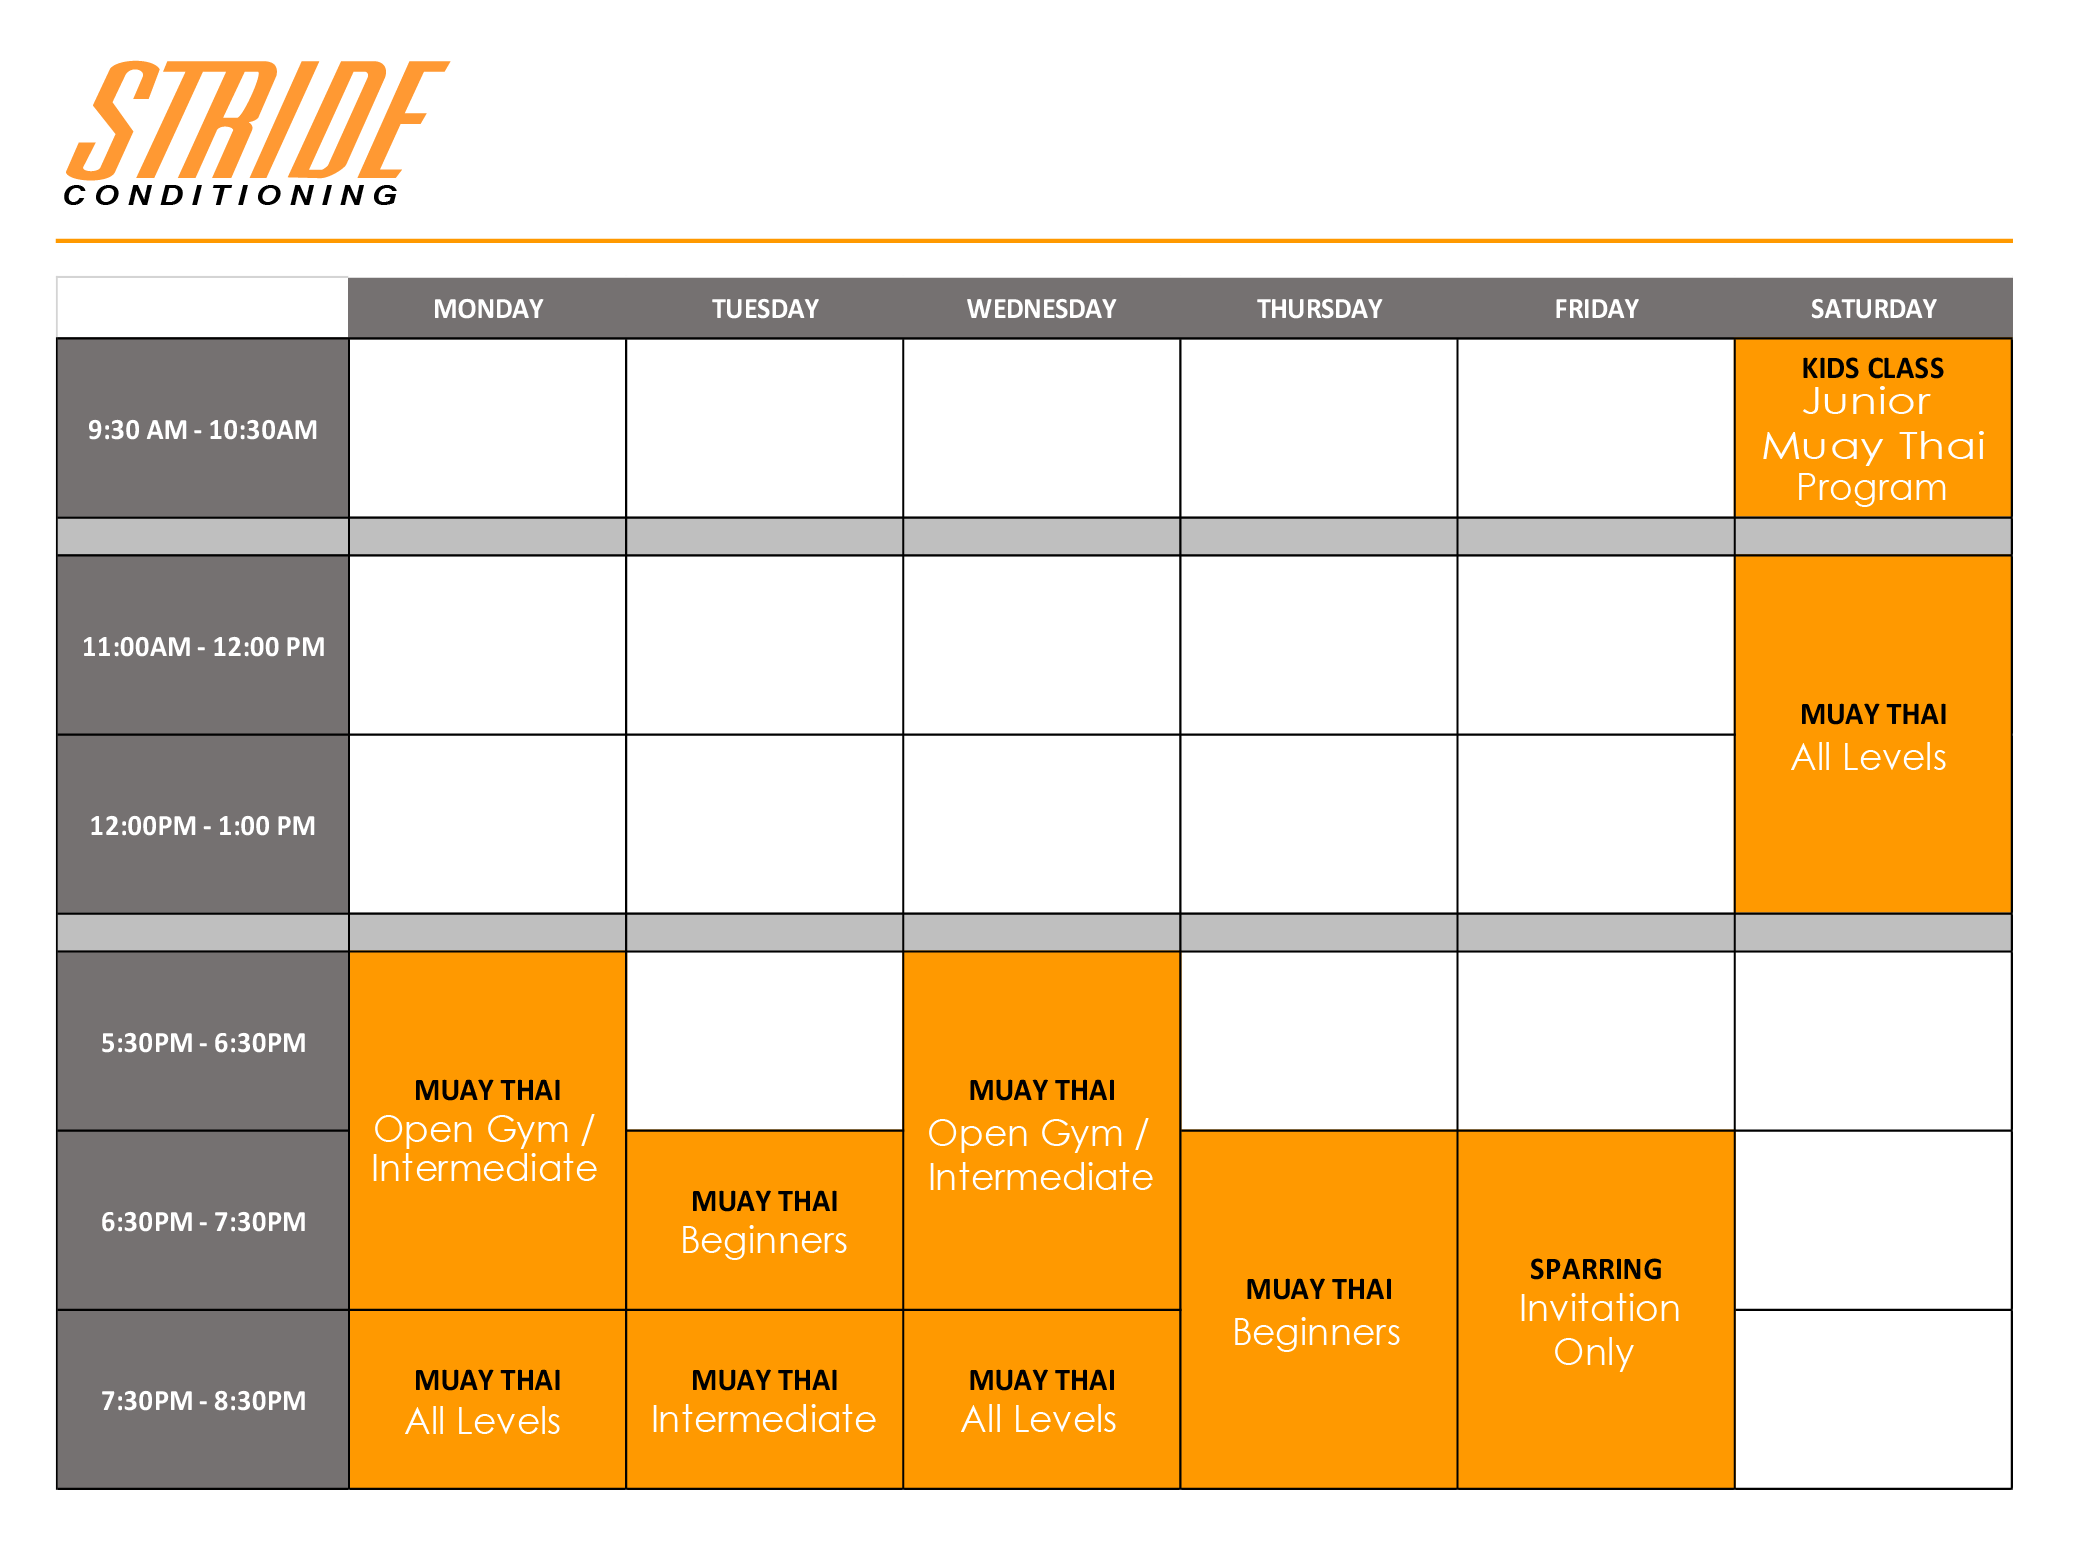 STRIDE
CONDITIONING
MONDAY TUESDAY WEDNESDAY THURSDAY FRIDAY SATURDAY
9:30 AM - 10:30AM
KIDS CLASS
Junior
Muay Thai
Program
11:00AM - 12:00 PM
MUAY THAI
All Levels
12:00PM - 1:00 PM
5:30PM - 6:30PM
MUAY THAI
Open Gym /
Intermediate
MUAY THAI
Open Gym /
Intermediate
6:30PM - 7:30PM
MUAY THAI
Beginners
MUAY THAI
Beginners
SPARRING
Invitation
Only
7:30PM - 8:30PM
MUAY THAI
All Levels
MUAY THAI
Intermediate
MUAY THAI
All Levels